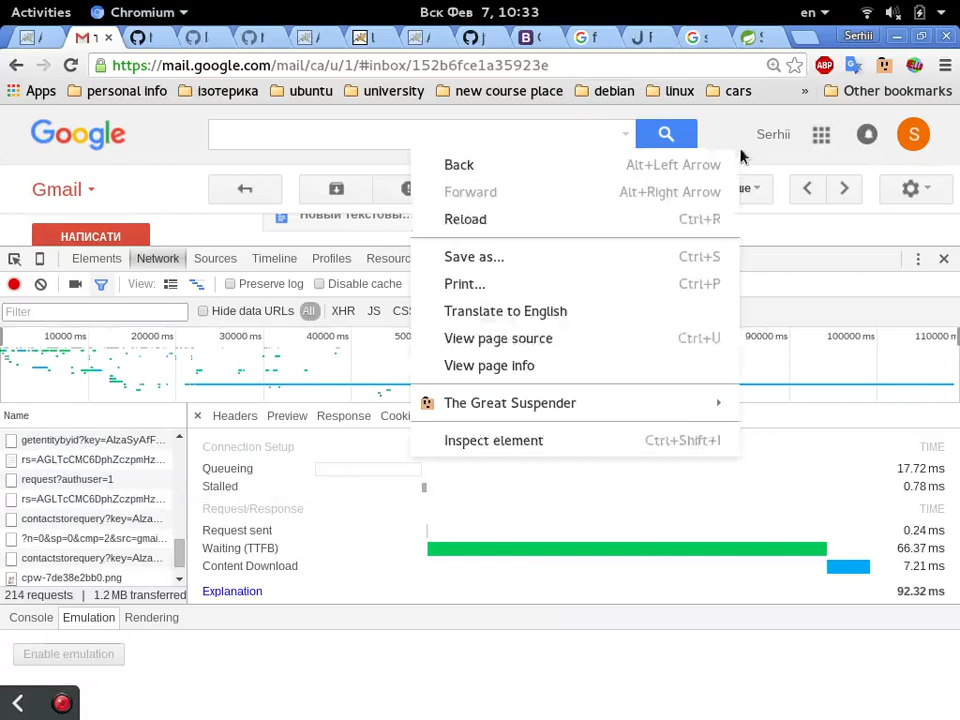 Activities Chromium Вск Фев 7, 10:33 en
Serhii
https://mail.google.com/mail/ca/u/1/#inbox/152b6fce1a35923e
Apps personal info ізотерика ubuntu university new course place debian linux cars » Other bookmarks
Google Serhii S
Gmail
Back Alt+Left Arrow
Forward Alt+Right Arrow
Reload Ctrl+R
Save as... Ctrl+S
Print... Ctrl+P
Translate to English
View page source Ctrl+U
View page info
The Great Suspender
Inspect element Ctrl+Shift+I
Новый текстовы...
НАПИСАТИ
Elements Network Sources Timeline Profiles Resourc
View: Preserve log Disable cache
Filter Hide data URLs All XHR JS CSS
10000 ms 20000 ms 30000 ms 40000 ms 90000 ms 100000 ms 110000
Name × Headers Preview Response Cooki
getentitybyid?key=AIzaSyAfF...
rs=AGLTcCMC6DphZczpmHz...
request?authuser=1
rs=AGLTcCMC6DphZczpmHz...
contactstorequery?key=AIza...
?n=0&sp=0&cmp=2&src=gmai...
contactstorequery?key=AIza...
cpw-7de38e2bb0.png
214 requests | 1.2 MB transferred
Connection Setup TIME
Queueing 17.72 ms
Stalled 0.78 ms
Request/Response TIME
Request sent 0.24 ms
Waiting (TTFB) 66.37 ms
Content Download 7.21 ms
Explanation 92.32 ms
Console Emulation Rendering
Enable emulation